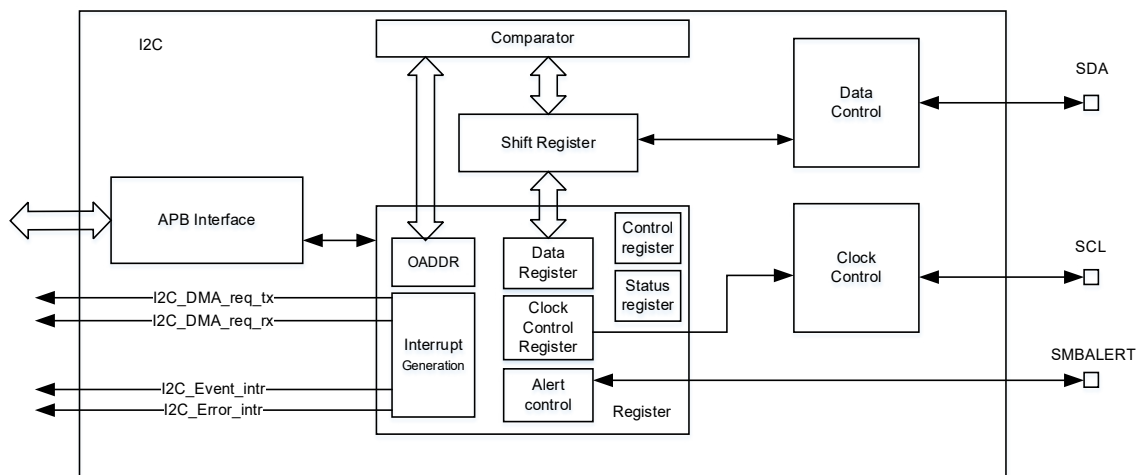 I2C
Comparator
SDA
Data
Control
Shift Register
APB Interface
Control
register
OADDR
Data
Register
Status
register
Clock
Control
SCL
I2C_DMA_req_tx
I2C_DMA_req_rx
Clock
Control
Register
Interrupt
Generation
SMBALERT
I2C_Event_intr
I2C_Error_intr
Alert
control
Register